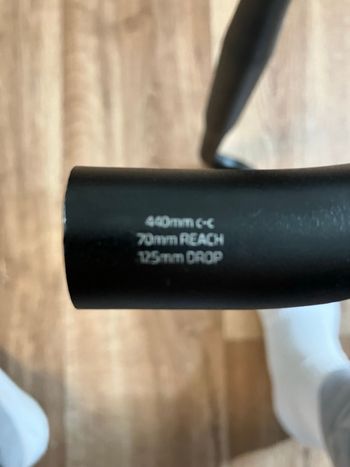 440mm c-c
70mm REACH
125mm DROP